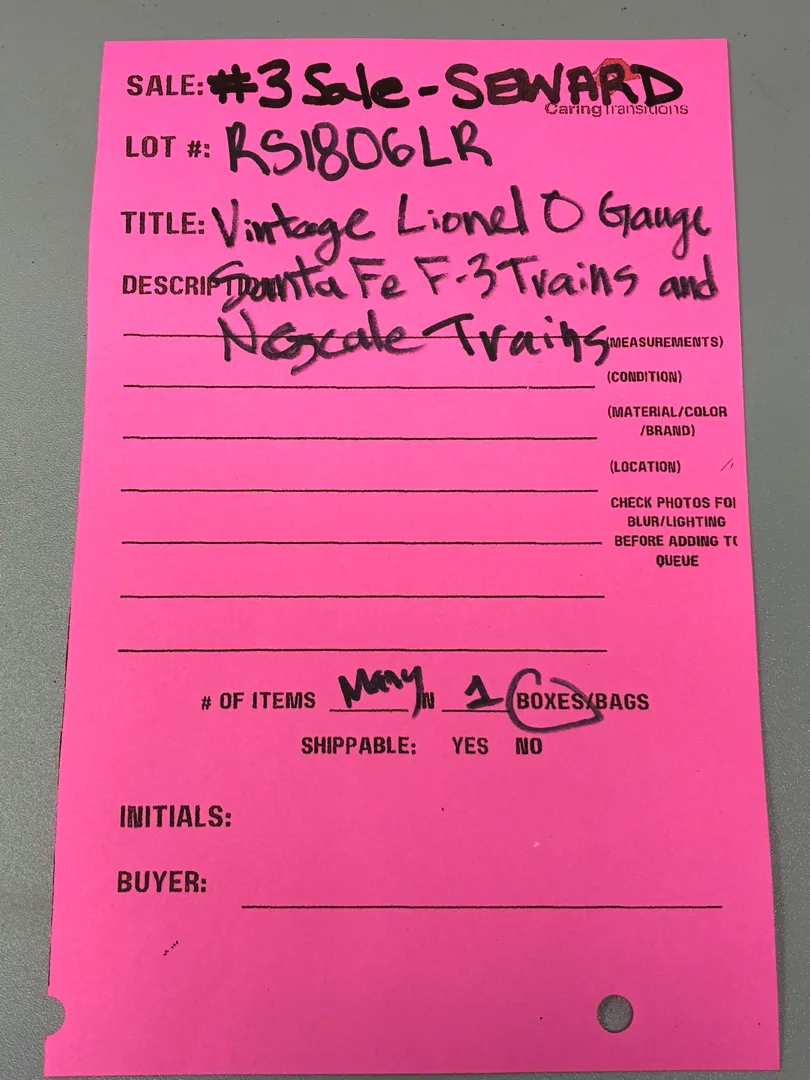 SALE: #3 Sale - SEWARD
Caring Transitions
LOT #: RS1806LR
TITLE: Vintage Lionel O Gauge
DESCRIPTION: Santa Fe F-3 Trains and
Trains
(MEASUREMENTS)
(CONDITION)
(MATERIAL/COLOR
/BRAND)
(LOCATION)
CHECK PHOTOS FOR
BLUR/LIGHTING
BEFORE ADDING TO
QUEUE
# OF ITEMS Many IN 1 BOXES/BAGS
SHIPPABLE: YES NO
INITIALS:
BUYER: